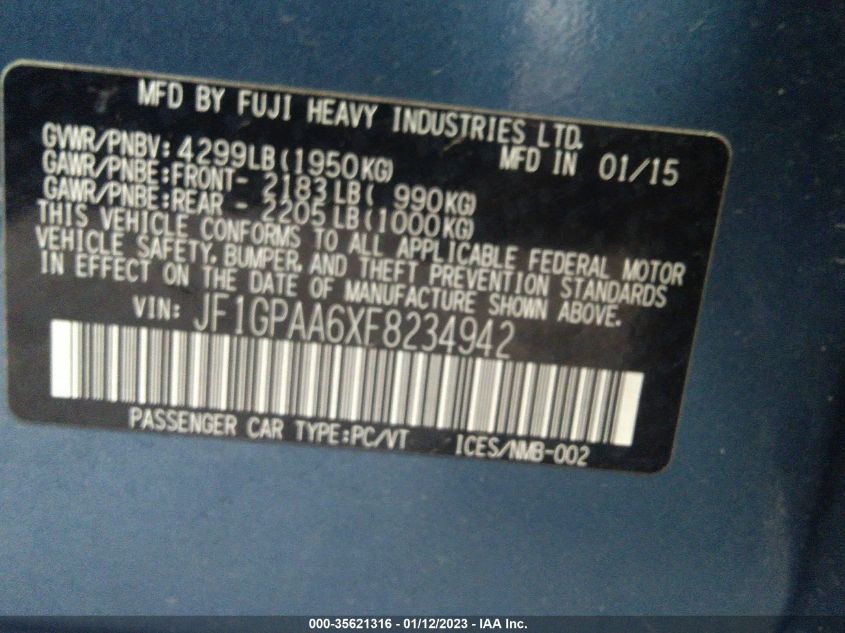 MFD BY FUJI HEAVY INDUSTRIES LTD.
GVWR/PNBV: 4299LB(1950KG) MFD IN 01/15
GAWR/PNBE:FRONT- 2183LB( 990KG)
GAWR/PNBE:REAR - 2205LB(1000KG)
THIS VEHICLE CONFORMS TO ALL APPLICABLE FEDERAL MOTOR
VEHICLE SAFETY, BUMPER, AND THEFT PREVENTION STANDARDS
IN EFFECT ON THE DATE OF MANUFACTURE SHOWN ABOVE.
VIN: JF1GPAA6XF8234942
PASSENGER CAR TYPE:PC/VT ICES/NMB-002
000-35621316 - 01/12/2023 - IAA Inc.